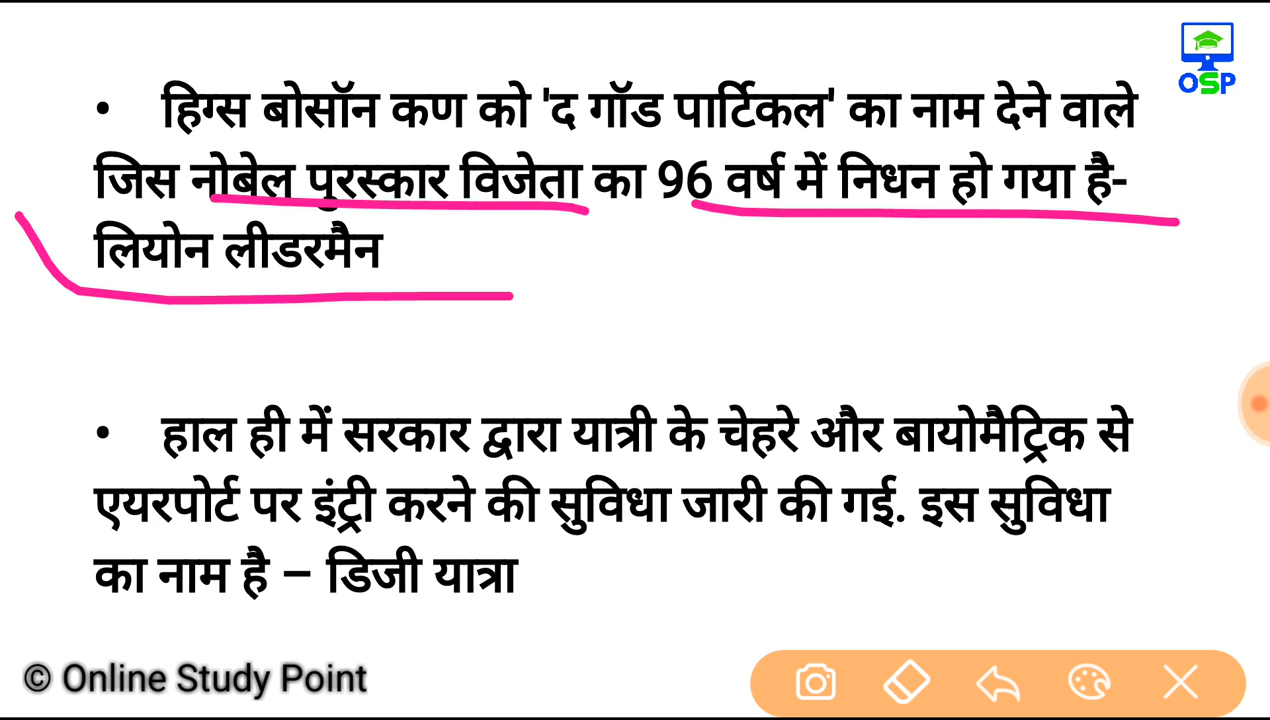 OSP
• हिग्स बोसॉन कण को 'द गॉड पार्टिकल' का नाम देने वाले
जिस नोबेल पुरस्कार विजेता का 96 वर्ष में निधन हो गया है-
लियोन लीडरमैन
• हाल ही में सरकार द्वारा यात्री के चेहरे और बायोमैट्रिक से
एयरपोर्ट पर इंट्री करने की सुविधा जारी की गई. इस सुविधा
का नाम है – डिजी यात्रा
© Online Study Point